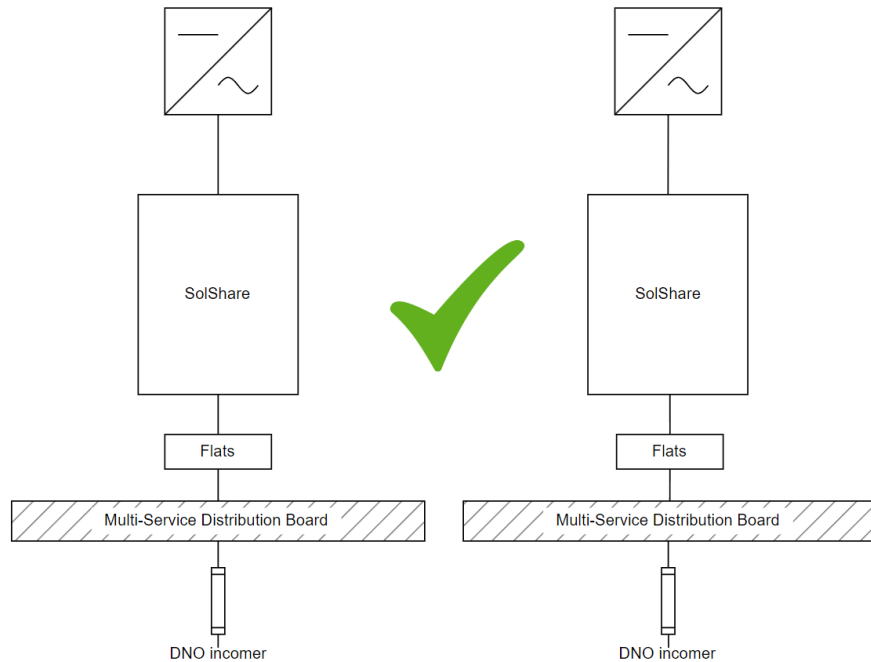 SolShare
SolShare
Flats
Flats
Multi-Service Distribution Board
Multi-Service Distribution Board
DNO incomer
DNO incomer